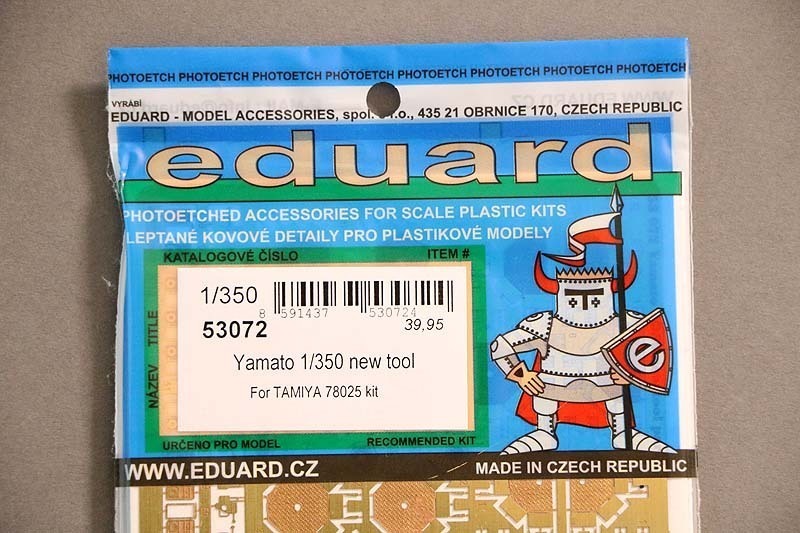 PHOTOETCH PHOTOETCH PHOTOETCH PHOTOETCH PHOTOETCH PHOTOETCH PHOTOETCH PHOTOETCH
VYRÁBÍ
EDUARD - MODEL ACCESSORIES, spol. r.o., 435 21 OBRNICE 170, CZECH REPUBLIC
eduard
PHOTOETCHED ACCESSORIES FOR SCALE PLASTIC KITS
LEPTANÉ KOVOVÉ DETAILY PRO PLASTIKOVÉ MODELY
KATALOGOVÉ ČÍSLO ITEM #
1/350
8 591437 530724
53072 39,95
Yamato 1/350 new tool
For TAMIYA 78025 kit
NÁZEV TITLE
URČENO PRO MODEL RECOMMENDED KIT
e
WWW.EDUARD.CZ MADE IN CZECH REPUBLIC